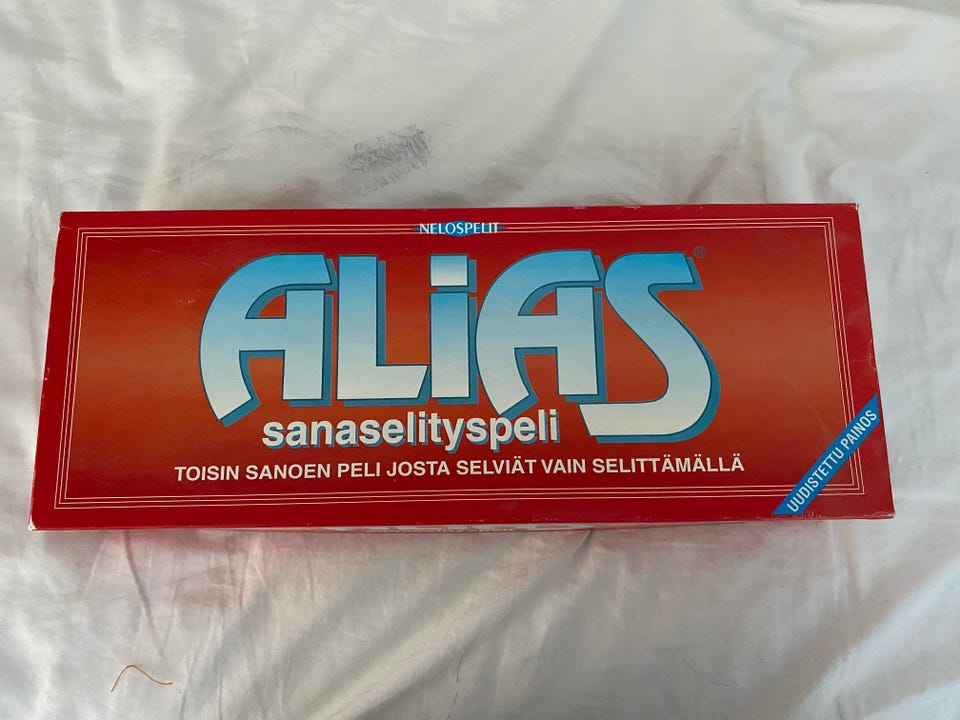 NELOSPELIT
ALiAS®
sanaselityspeli
TOISIN SANOEN PELI JOSTA SELVIÄT VAIN SELITTÄMÄLLÄ
UUDISTETTU PAINOS